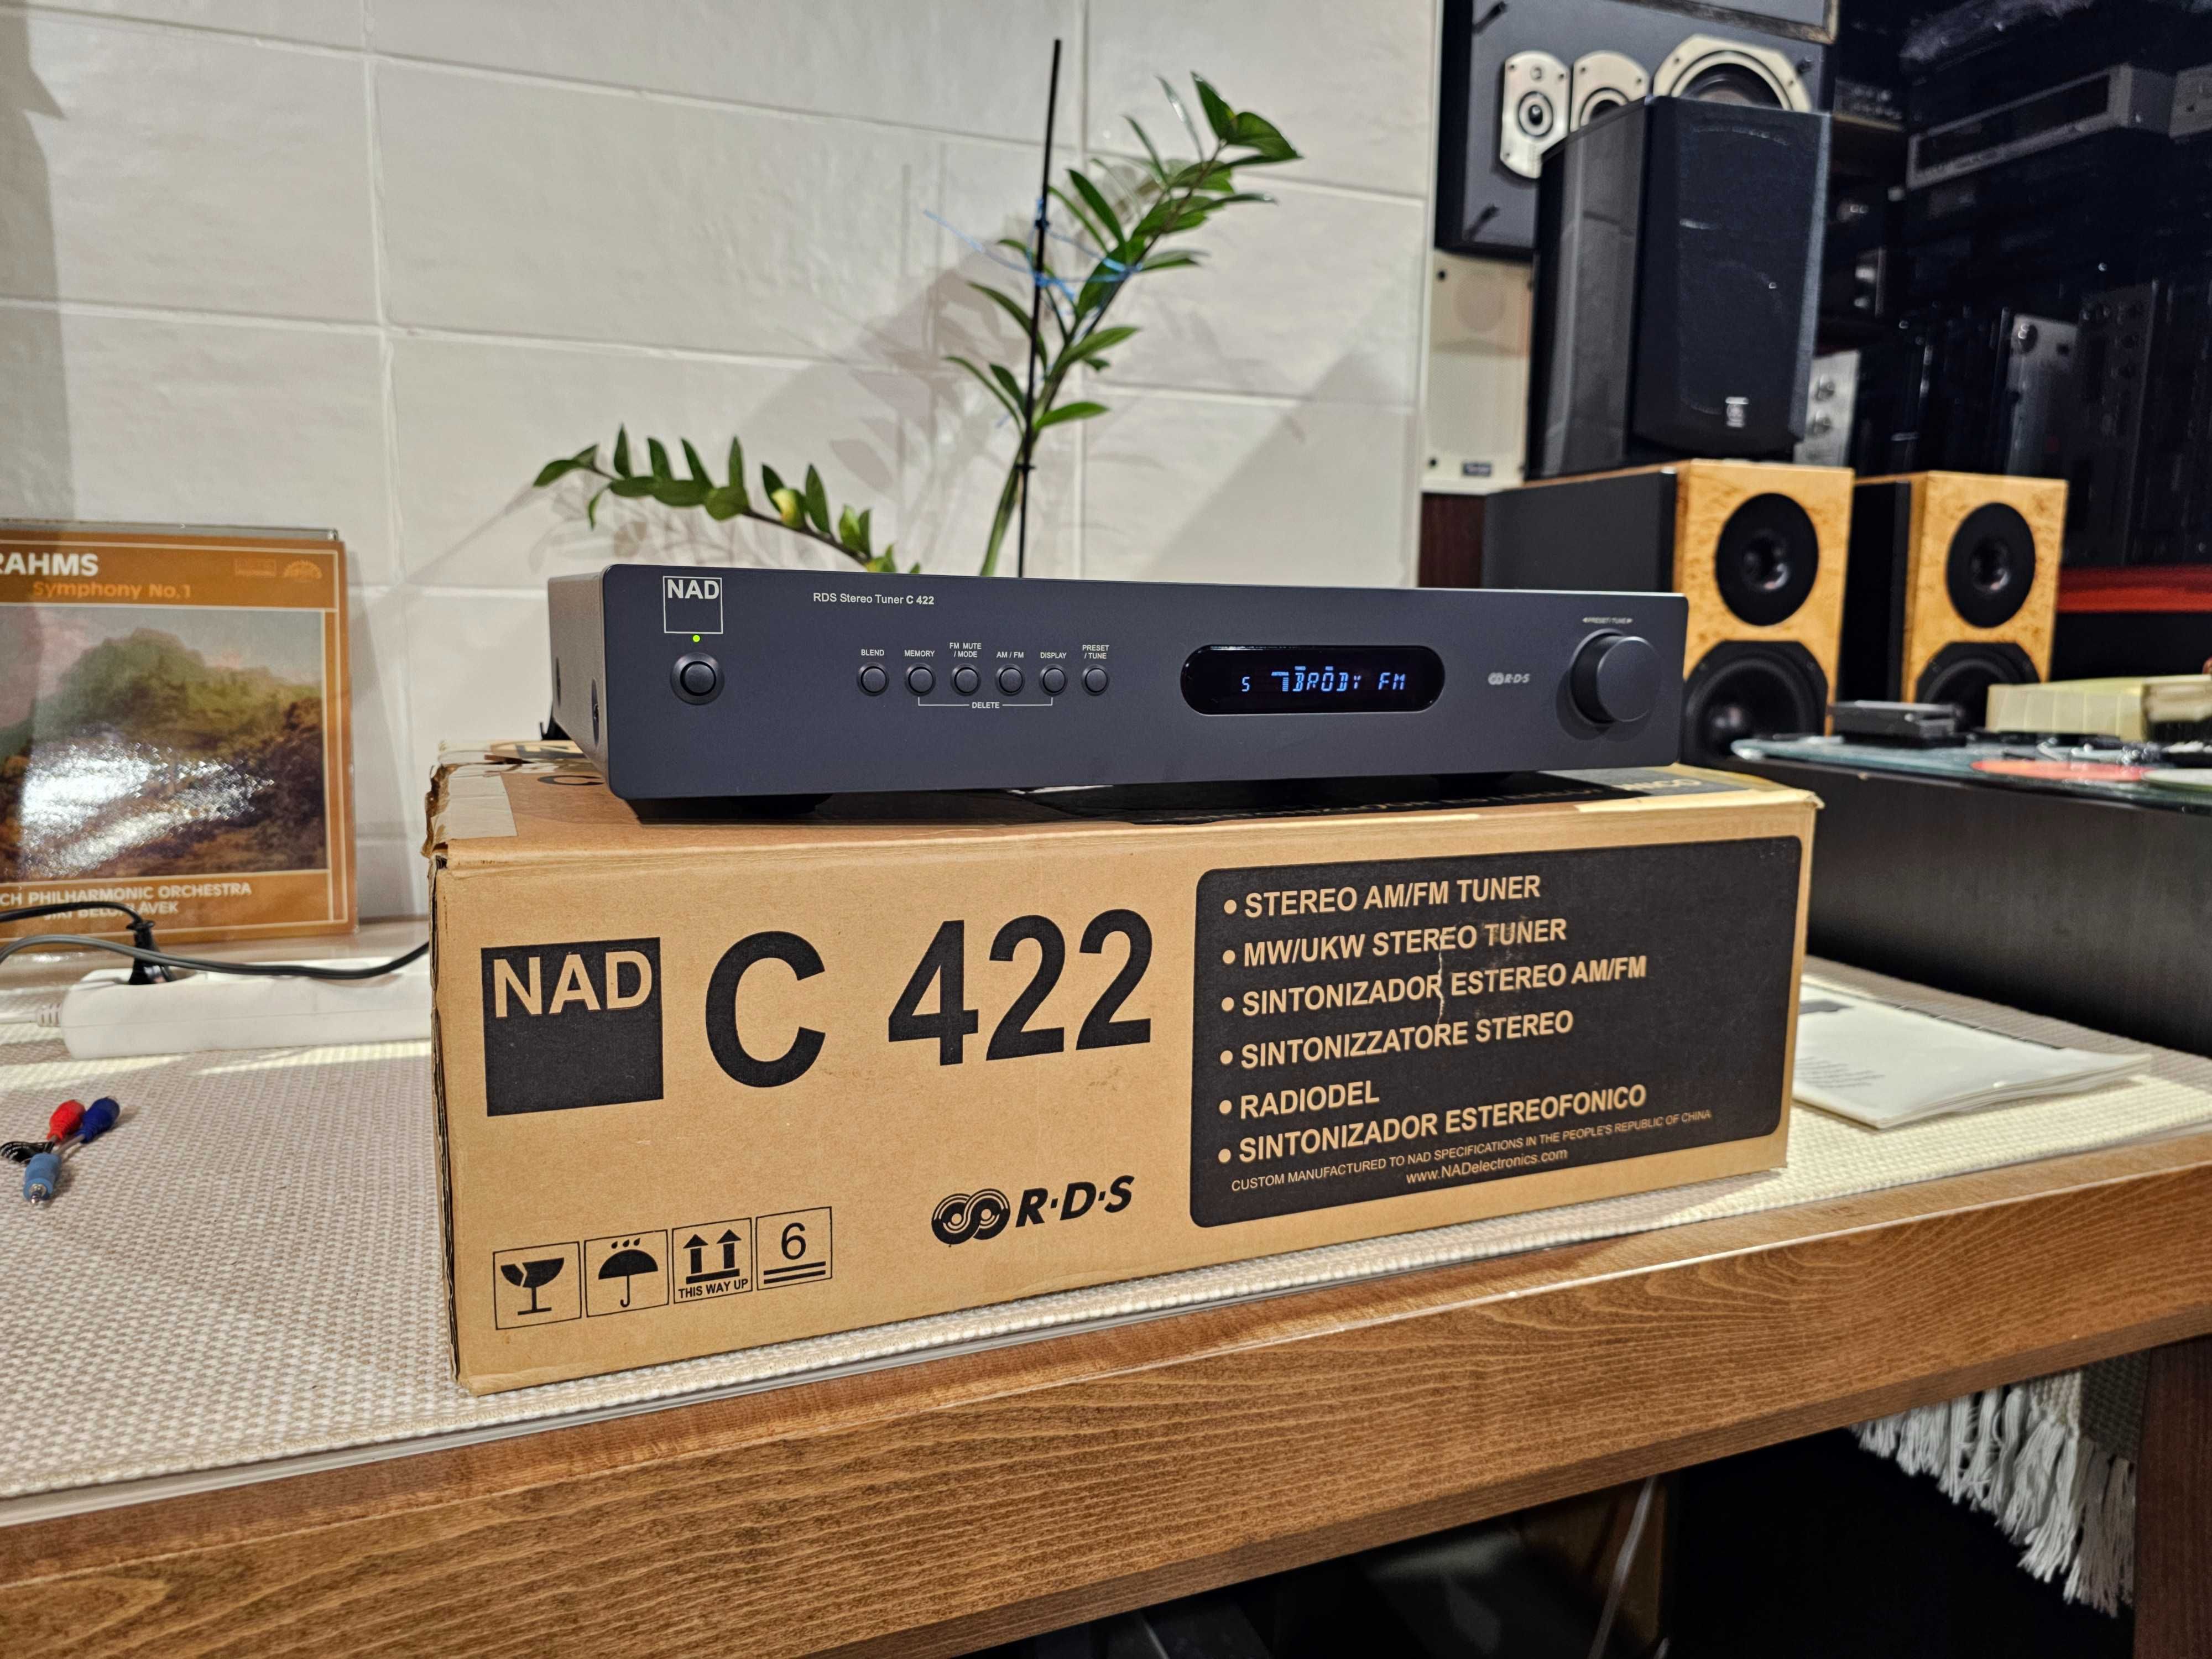 RAHMS
Symphony No.1
CH PHILHARMONIC ORCHESTRA
NAD
RDS Stereo Tuner C 422
BLEND
MEMORY
FM MUTE
/ MODE
AM / FM
DISPLAY
PRESET
/ TUNE
DELETE
5 BRODY FM
R·D·S
PRESET/TUNE
NAD C 422
• STEREO AM/FM TUNER
• MW/UKW STEREO TUNER
• SINTONIZADOR ESTEREO AM/FM
• SINTONIZZATORE STEREO
• RADIODEL
• SINTONIZADOR ESTEREOFONICO
CUSTOM MANUFACTURED TO NAD SPECIFICATIONS IN THE PEOPLE'S REPUBLIC OF CHINA
www.NADelectronics.com
R·D·S
THIS WAY UP
6